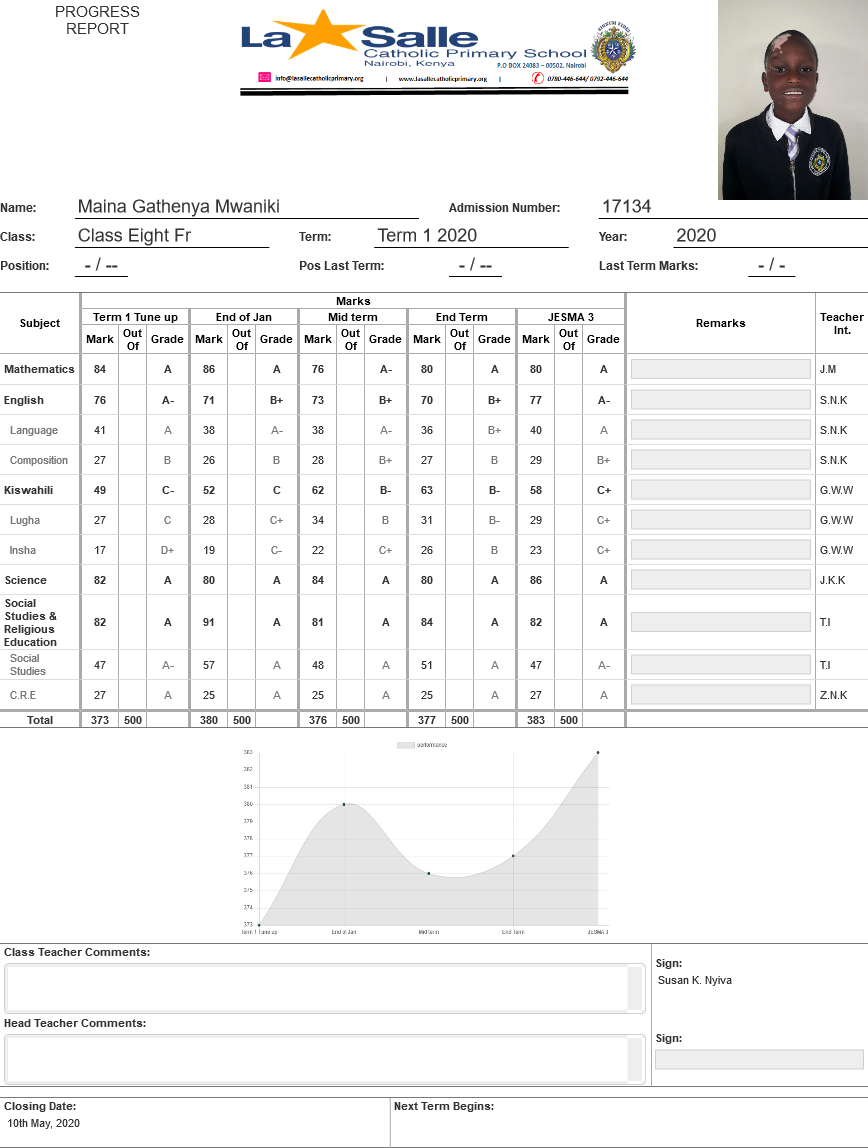 PROGRESS
REPORT
La Salle
Catholic Primary School
Nairobi, Kenya
P.O BOX 24083 – 00502, Nairobi
info@lasallecatholicprimary.org | www.lasallecatholicprimary.org | 0780-446-644/ 0792-446-644
Name: Maina Gathenya Mwaniki Admission Number: 17134
Class: Class Eight Fr Term: Term 1 2020 Year: 2020
Position: - / -- Pos Last Term: - / -- Last Term Marks: - / -
Subject Marks Remarks Teacher Int.
Term 1 Tune up End of Jan Mid term End Term JESMA 3
Mark Out Of Grade Mark Out Of Grade Mark Out Of Grade Mark Out Of Grade Mark Out Of Grade
Mathematics 84 A 86 A 76 A- 80 A 80 A J.M
English 76 A- 71 B+ 73 B+ 70 B+ 77 A- S.N.K
Language 41 A 38 A- 38 A- 36 B+ 40 A S.N.K
Composition 27 B 26 B 28 B+ 27 B 29 B+ S.N.K
Kiswahili 49 C- 52 C 62 B- 63 B- 58 C+ G.W.W
Lugha 27 C 28 C+ 34 B 31 B- 29 C+ G.W.W
Insha 17 D+ 19 C- 22 C+ 26 B 23 C+ G.W.W
Science 82 A 80 A 84 A 80 A 86 A J.K.K
Social Studies & Religious Education 82 A 91 A 81 A 84 A 82 A T.I
Social Studies 47 A- 57 A 48 A 51 A 47 A- T.I
C.R.E 27 A 25 A 25 A 25 A 27 A Z.N.K
Total 373 500 380 500 376 500 377 500 383 500
performance
383
382
381
380
379
378
377
376
375
374
373
Term 1 Tune up End of Jan Mid term End Term JESMA 3
Class Teacher Comments:
Sign:
Susan K. Nyiva
Head Teacher Comments:
Sign:
Closing Date: Next Term Begins:
10th May, 2020